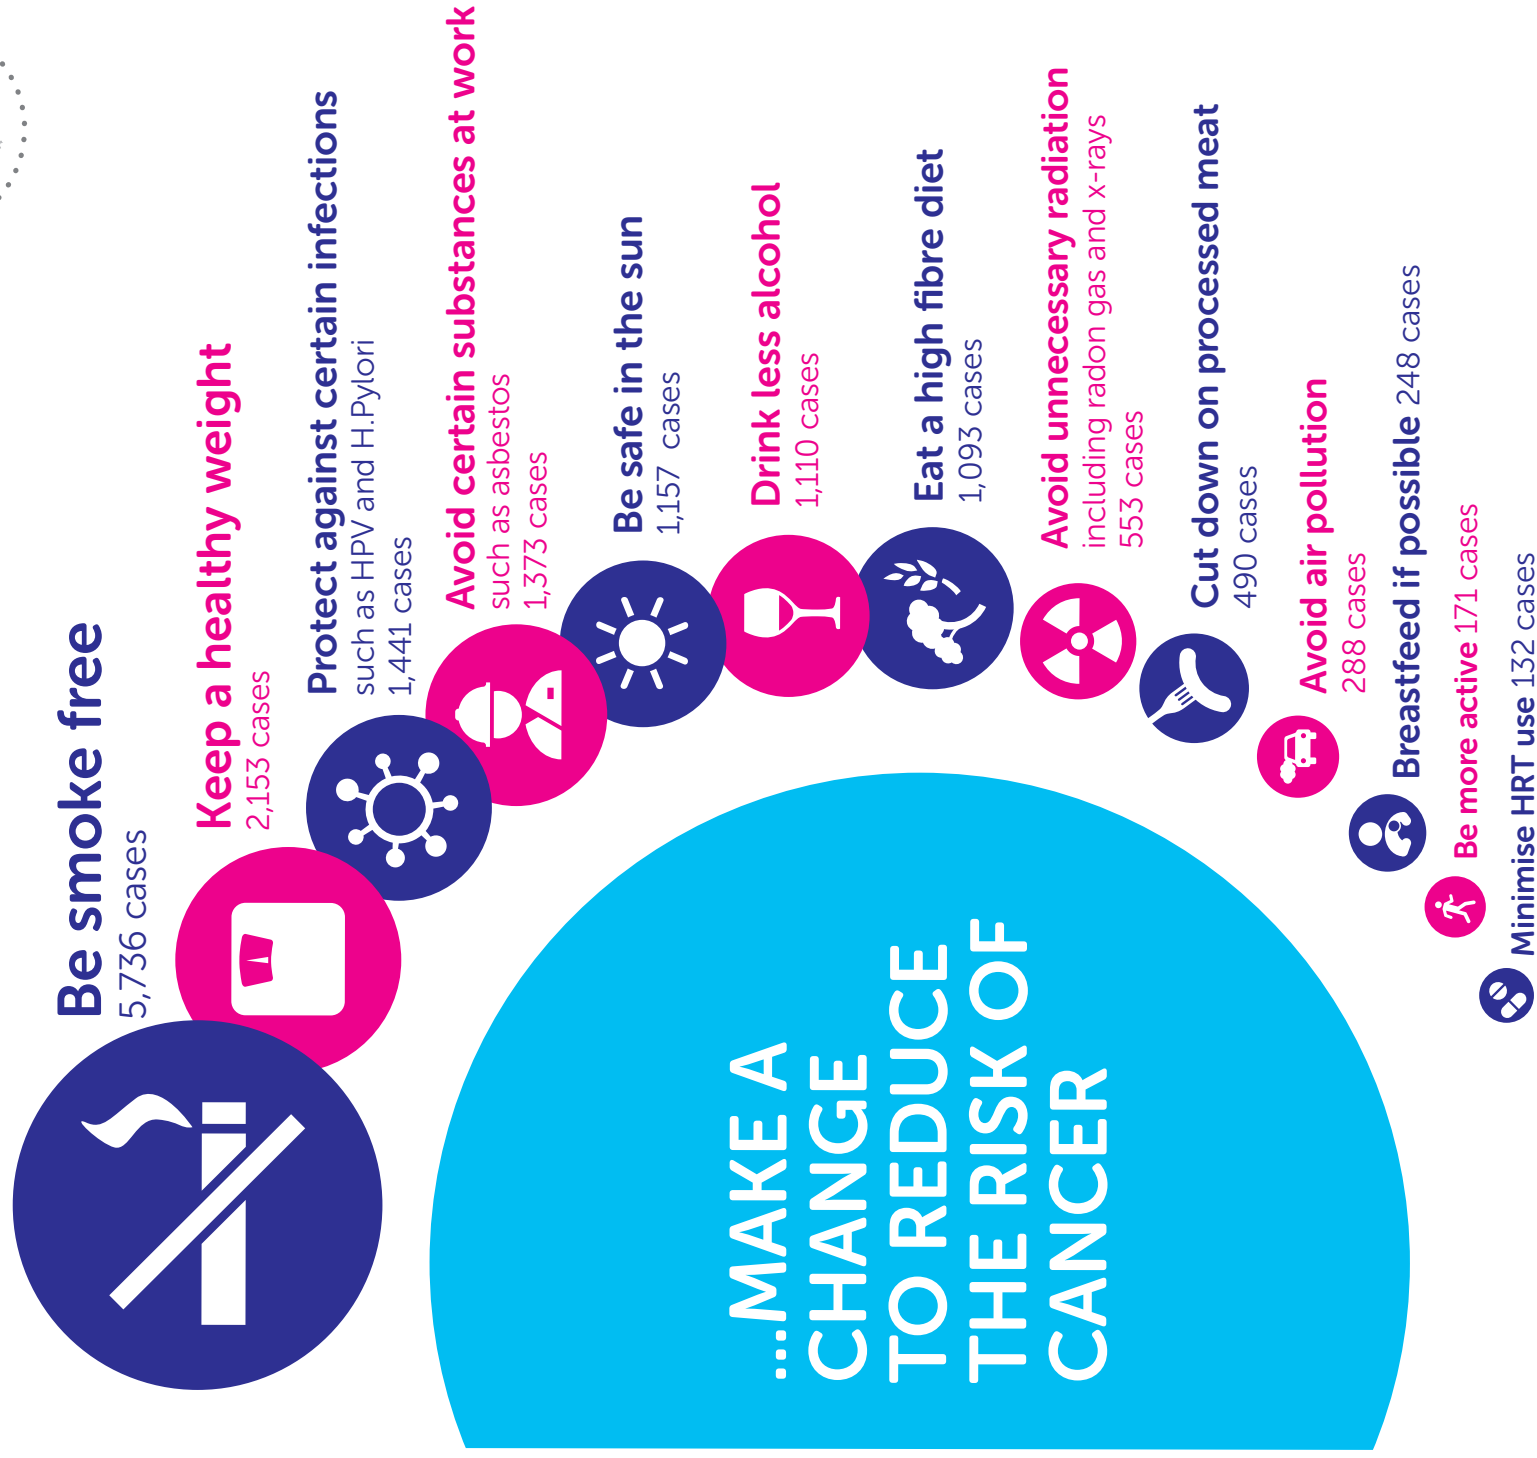 Be smoke free
5,736 cases
Keep a healthy weight
2,153 cases
Protect against certain infections
such as HPV and H.Pylori
1,441 cases
Avoid certain substances at work
such as asbestos
1,373 cases
Be safe in the sun
1,157 cases
Drink less alcohol
1,110 cases
Eat a high fibre diet
1,093 cases
Avoid unnecessary radiation
including radon gas and x-rays
553 cases
Cut down on processed meat
490 cases
Avoid air pollution
288 cases
Breastfeed if possible 248 cases
Be more active 171 cases
Minimise HRT use 132 cases
...MAKE A
CHANGE
TO REDUCE
THE RISK OF
CANCER